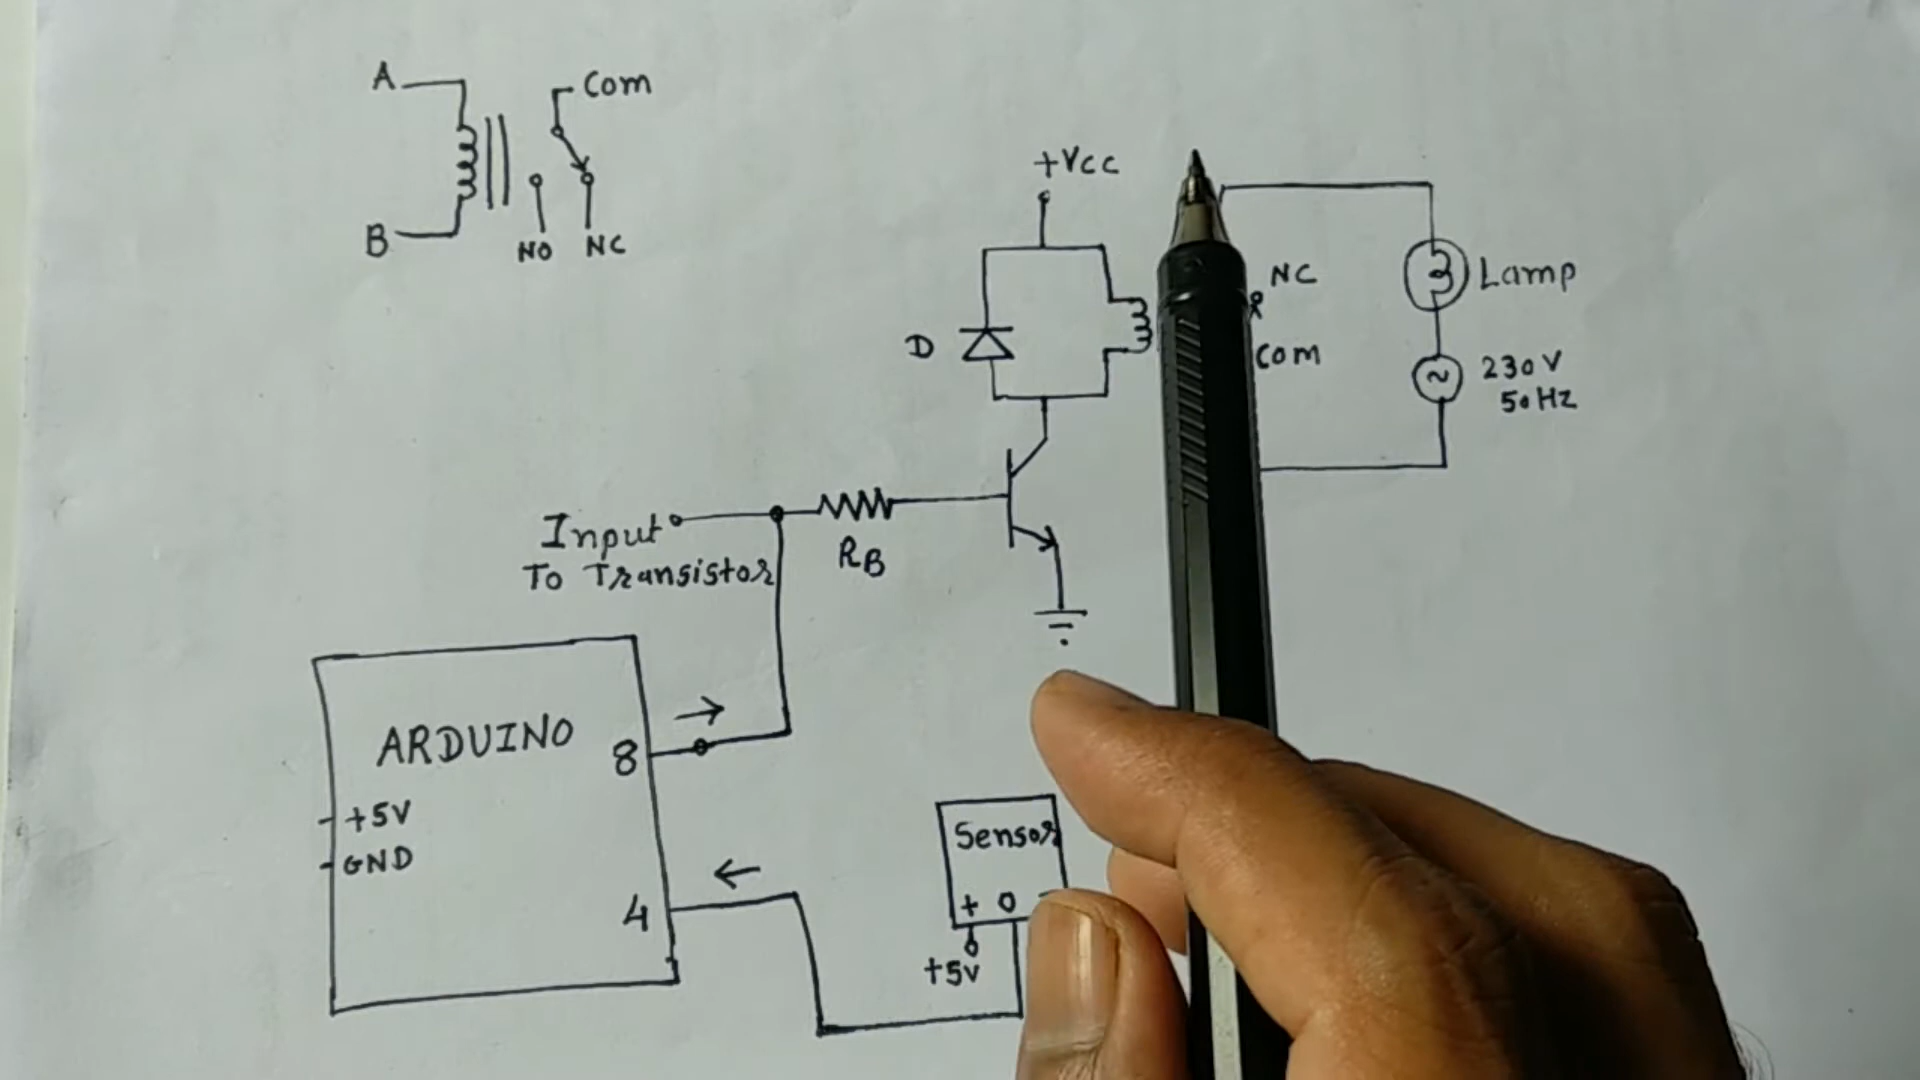 A
Com
B
NO
NC
+Vcc
NC
Com
D
Lamp
230V
50Hz
Input
To Transistor
RB
ARDUINO
8
+5V
GND
4
Sensor
+ O -
+5V